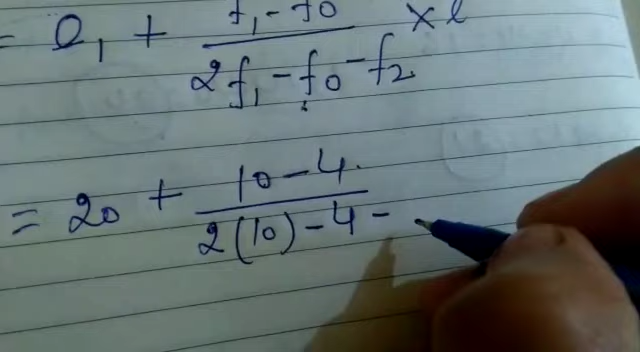 = l₁ + f₁ - f₀ × l
2f₁ - f₀ - f₂
= 20 + 10 - 4
2(10) - 4 -